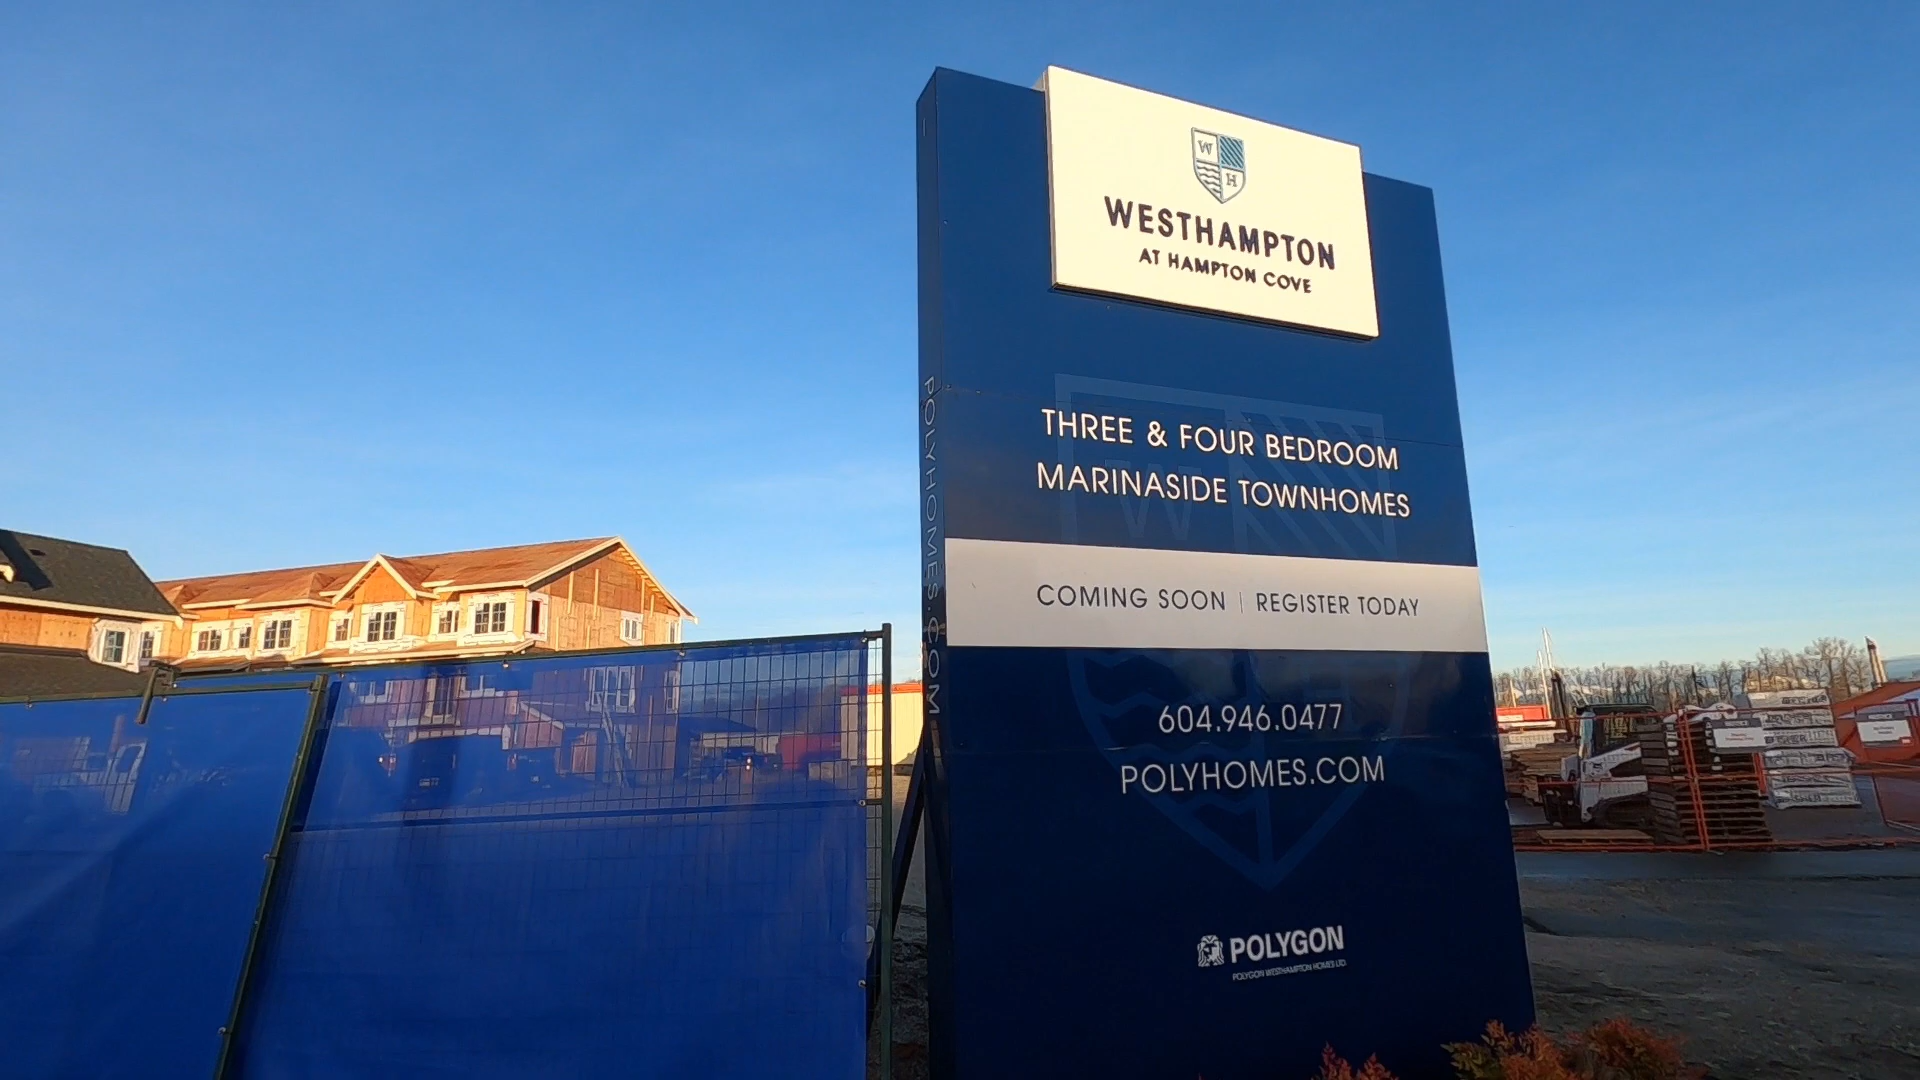 W
H
WESTHAMPTON
AT HAMPTON COVE
THREE & FOUR BEDROOM
MARINASIDE TOWNHOMES
COMING SOON | REGISTER TODAY
604.946.0477
POLYHOMES.COM
POLYGON
POLYGON WESTHAMPTON HOMES LTD.
POLYHOMES.COM